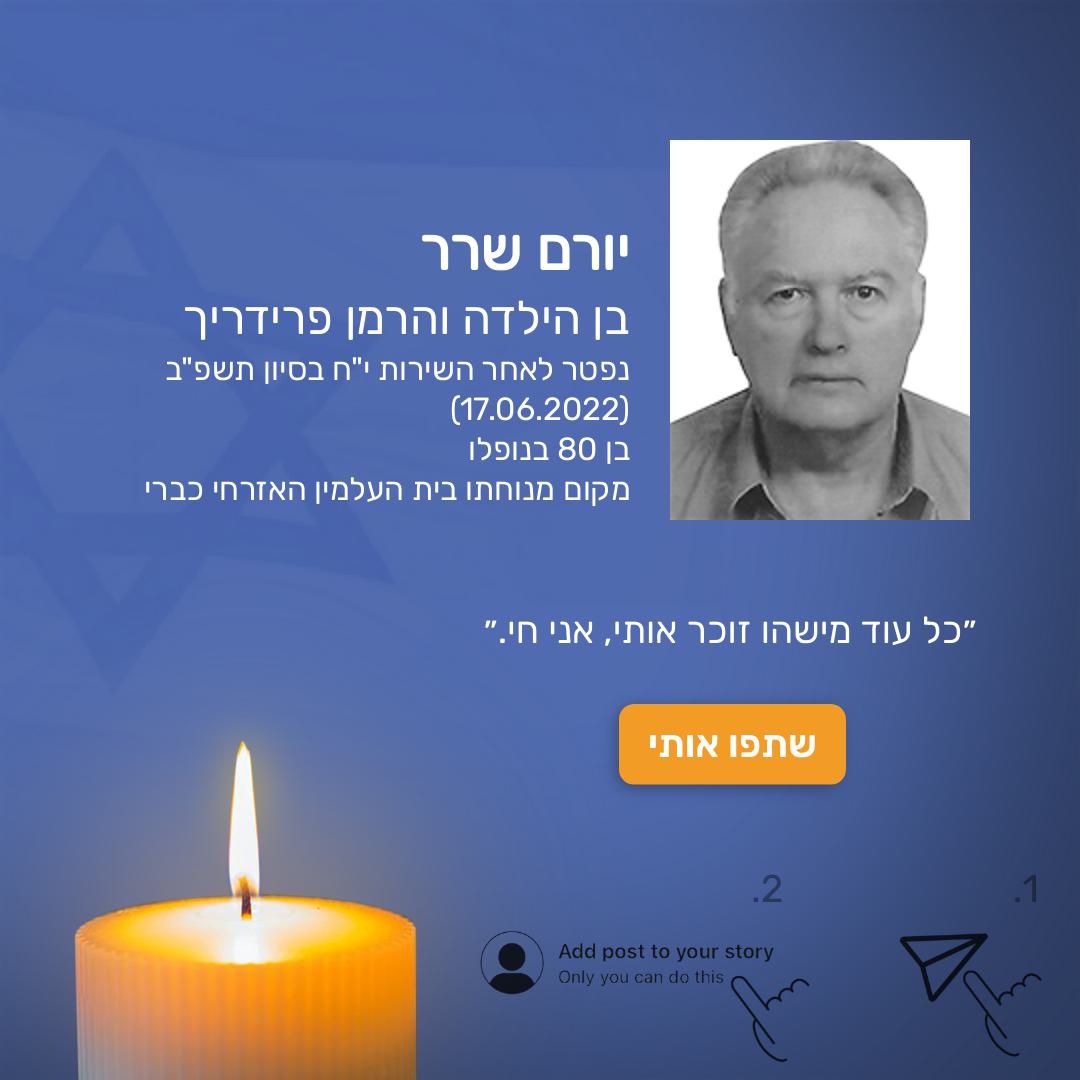 יורם שרר
בן הילדה והרמן פרידריך
נפטר לאחר השירות י"ח בסיון תשפ"ב
(17.06.2022)
בן 80 בנופלו
מקום מנוחתו בית העלמין האזרחי כברי
״כל עוד מישהו זוכר אותי, אני חי.״
שתפו אותי
.1
.2
Add post to your story
Only you can do this